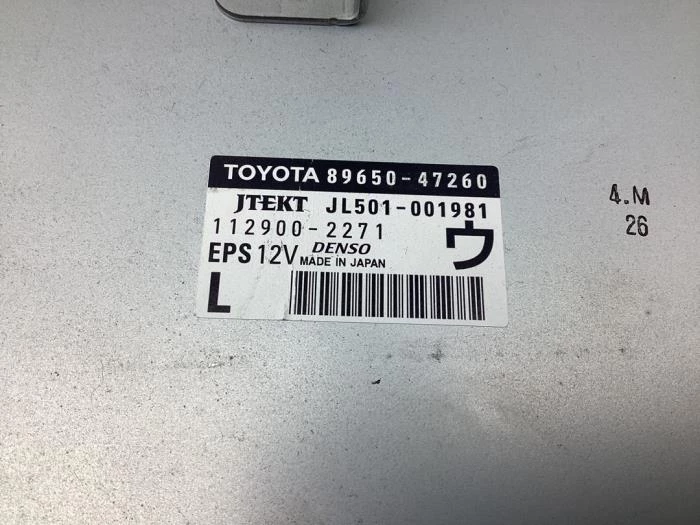 TOYOTA 89650-47260
JTEKT JL501-001981
112900-2271
EPS 12V DENSO
MADE IN JAPAN
ウ
L
4.M
26